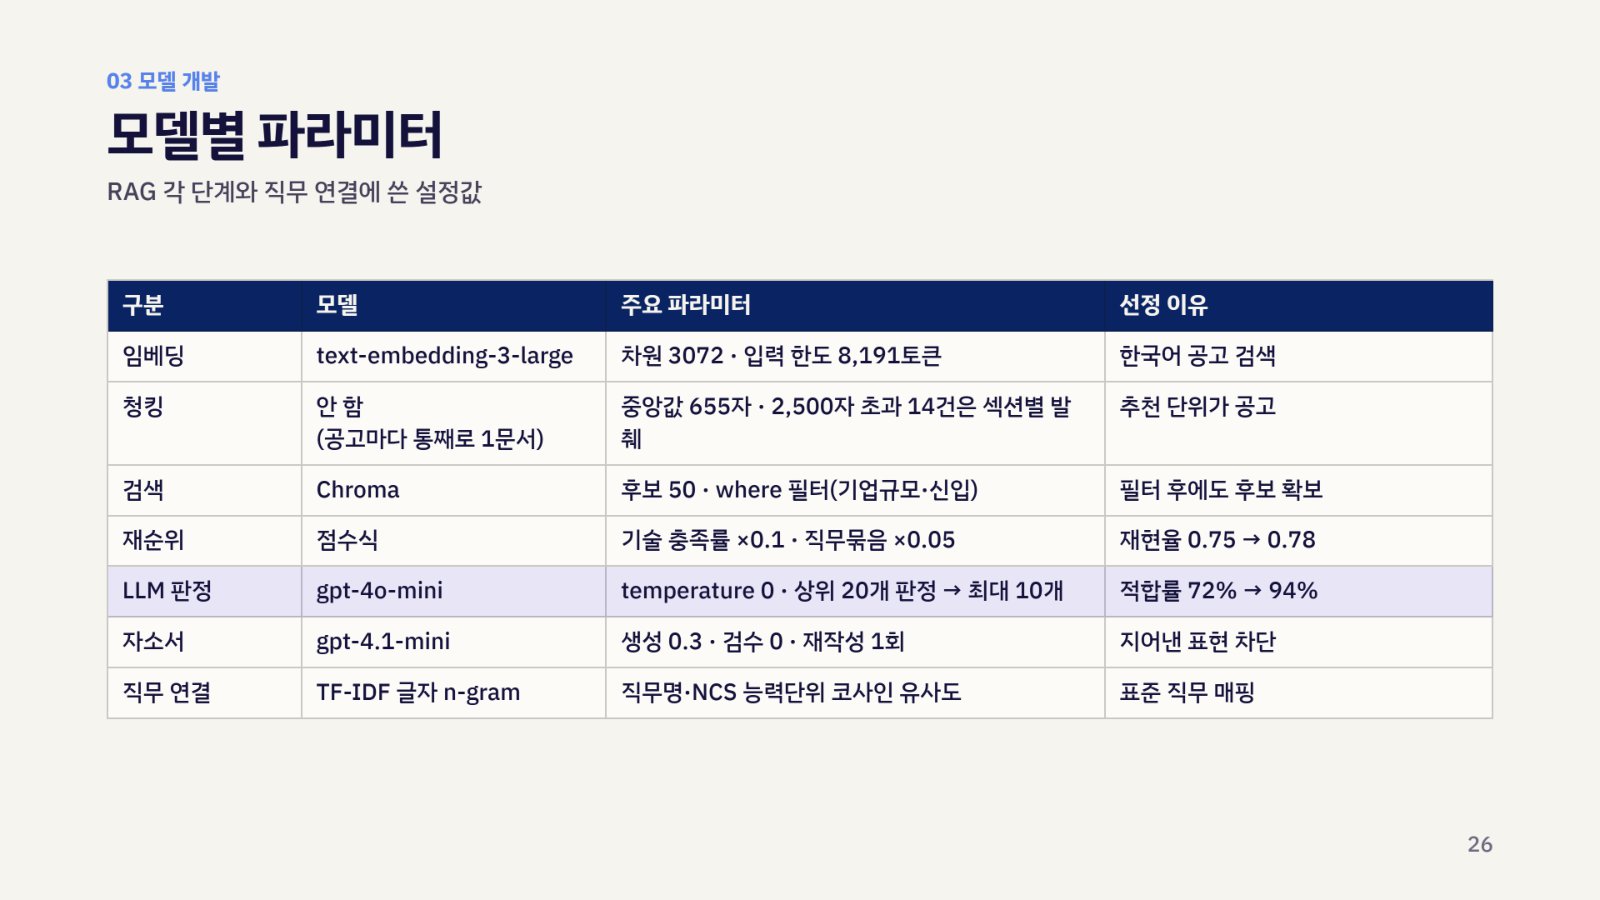 03 모델 개발
모델별 파라미터
RAG 각 단계와 직무 연결에 쓴 설정값
구분 모델 주요 파라미터 선정 이유
임베딩 text-embedding-3-large 차원 3072 · 입력 한도 8,191토큰 한국어 공고 검색
청킹 안 함 중앙값 655자 · 2,500자 초과 14건은 섹션별 발 추천 단위가 공고
(공고마다 통째로 1문서) 췌
검색 Chroma 후보 50 · where 필터(기업규모·신입) 필터 후에도 후보 확보
재순위 점수식 기술 충족률 ×0.1 · 직무묶음 ×0.05 재현율 0.75 → 0.78
LLM 판정 gpt-4o-mini temperature 0 · 상위 20개 판정 → 최대 10개 적합률 72% → 94%
자소서 gpt-4.1-mini 생성 0.3 · 검수 0 · 재작성 1회 지어낸 표현 차단
직무 연결 TF-IDF 글자 n-gram 직무명·NCS 능력단위 코사인 유사도 표준 직무 매핑
26